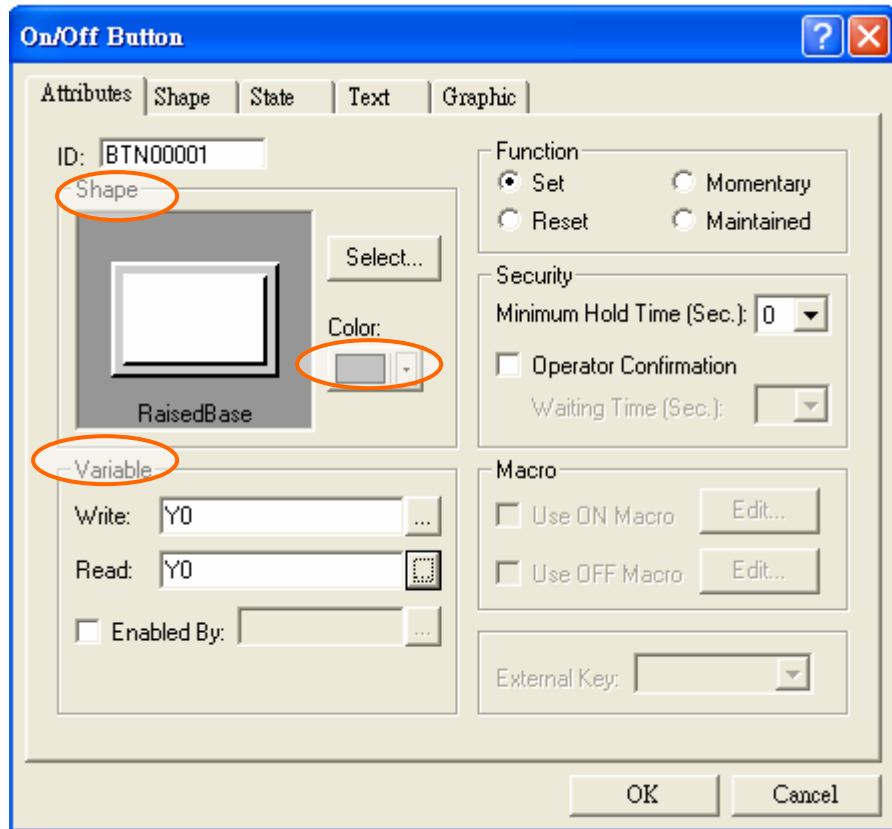 On/Off Button
Attributes Shape State Text Graphic
ID: BTN00001
Shape
Select...
Color:
RaisedBase
Variable
Write: Y0 ...
Read: Y0
Enabled By: ...
Function
Set Momentary
Reset Maintained
Security
Minimum Hold Time (Sec.): 0
Operator Confirmation
Waiting Time (Sec.):
Macro
Use ON Macro Edit...
Use OFF Macro Edit...
External Key:
OK Cancel